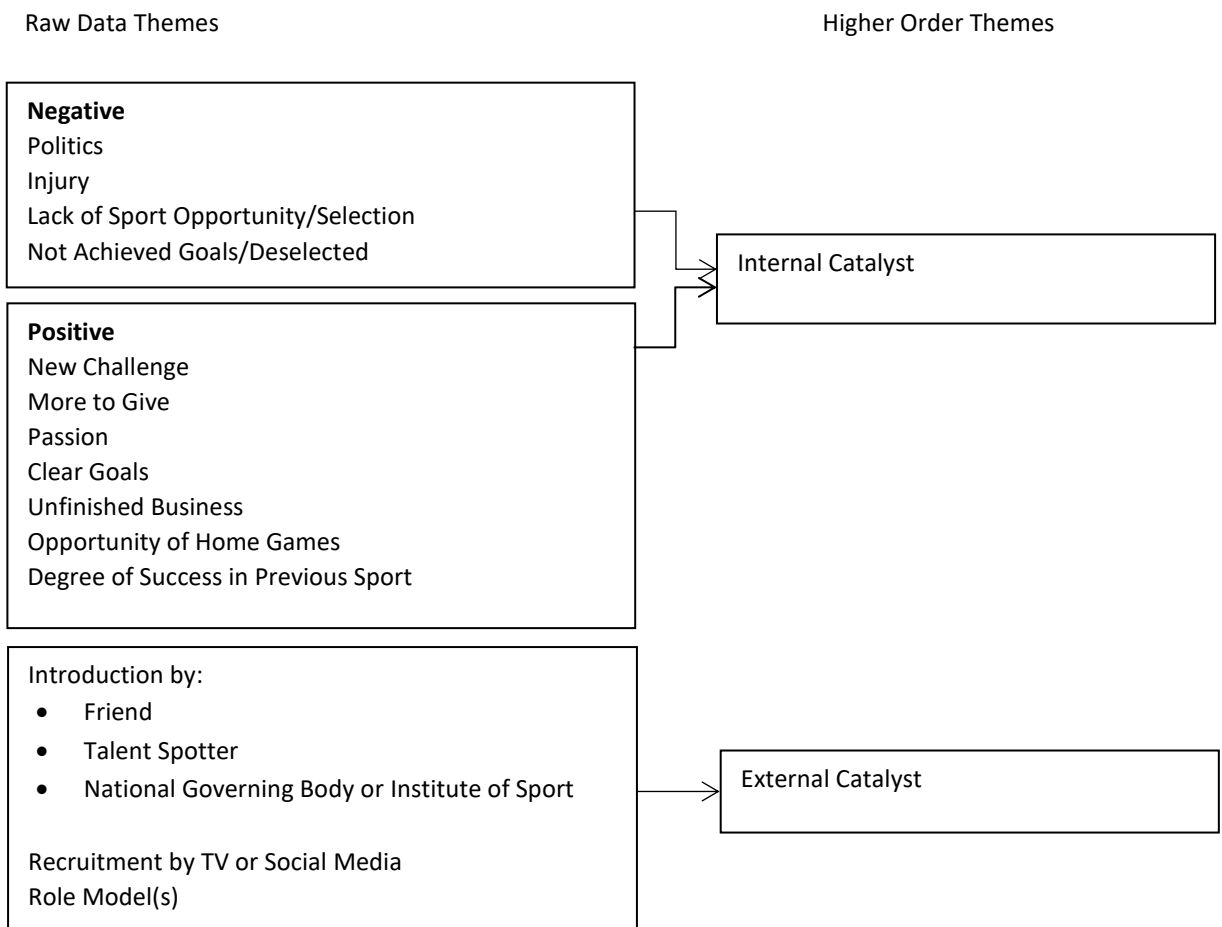 Raw Data Themes
Higher Order Themes
Negative
Politics
Injury
Lack of Sport Opportunity/Selection
Not Achieved Goals/Deselected
Internal Catalyst
Positive
New Challenge
More to Give
Passion
Clear Goals
Unfinished Business
Opportunity of Home Games
Degree of Success in Previous Sport
Introduction by:
• Friend
• Talent Spotter
• National Governing Body or Institute of Sport
External Catalyst
Recruitment by TV or Social Media
Role Model(s)